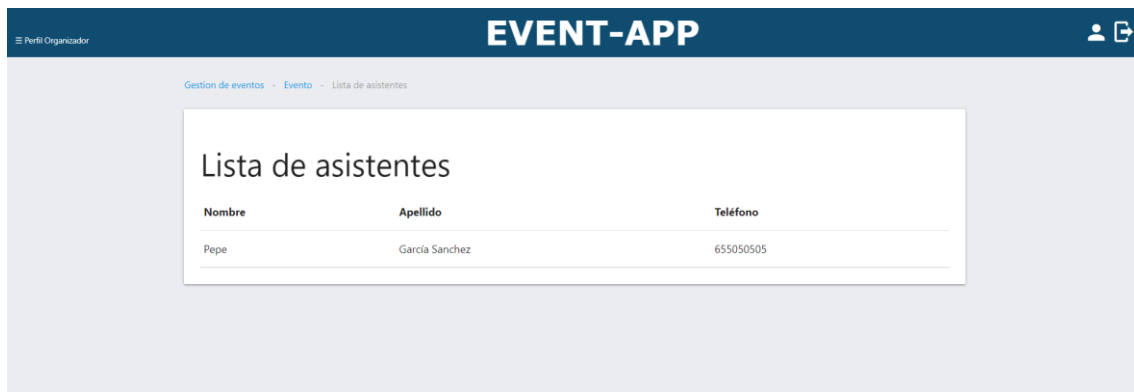 EVENT-APP
☰ Perfil Organizador
Gestion de eventos - Evento - Lista de asistentes
Lista de asistentes
Nombre Apellido Teléfono
Pepe García Sanchez 655050505